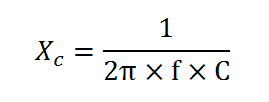 X_c = 1 / (2π × f × C)